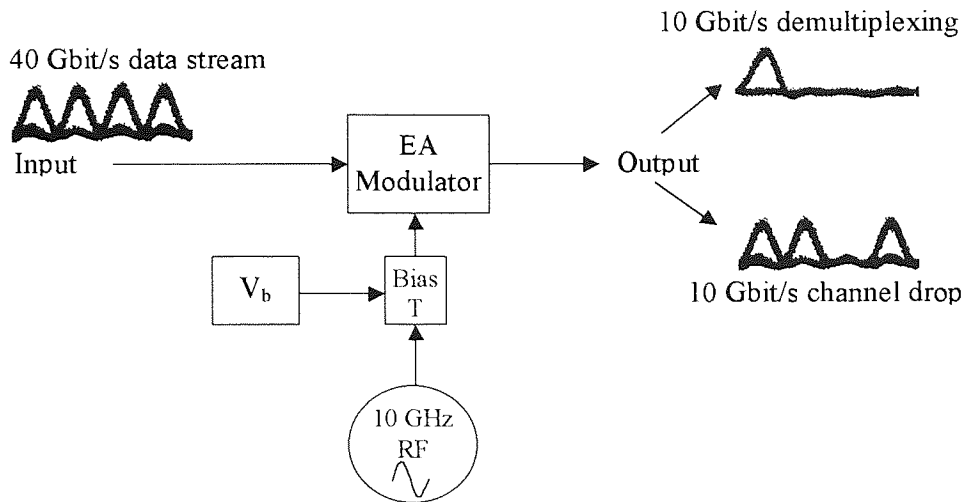 10 Gbit/s demultiplexing
40 Gbit/s data stream
Input
EA
Modulator
Output
V_b
Bias
T
10 Gbit/s channel drop
10 GHz
RF